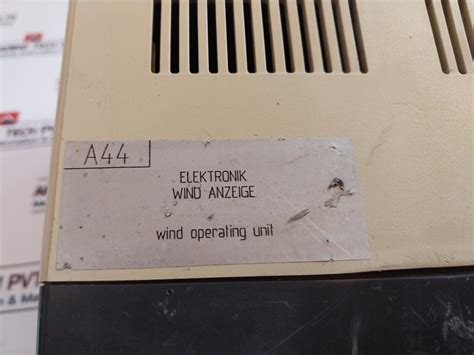 A44
ELEKTRONIK
WIND ANZEIGE
wind operating unit